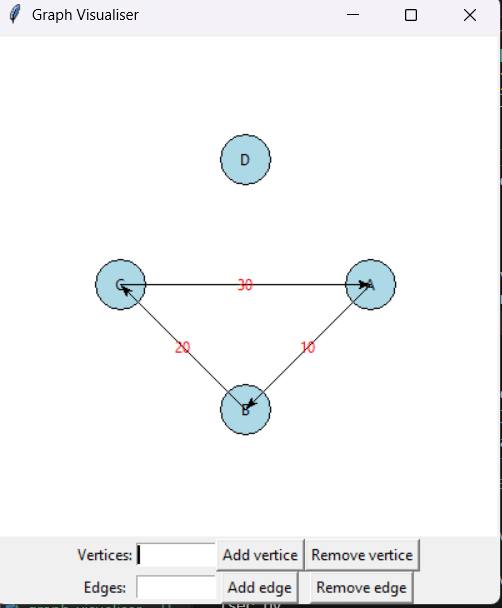 Graph Visualiser
D
C 30 A
20 10
B
Vertices: Add vertice Remove vertice
Edges: Add edge Remove edge